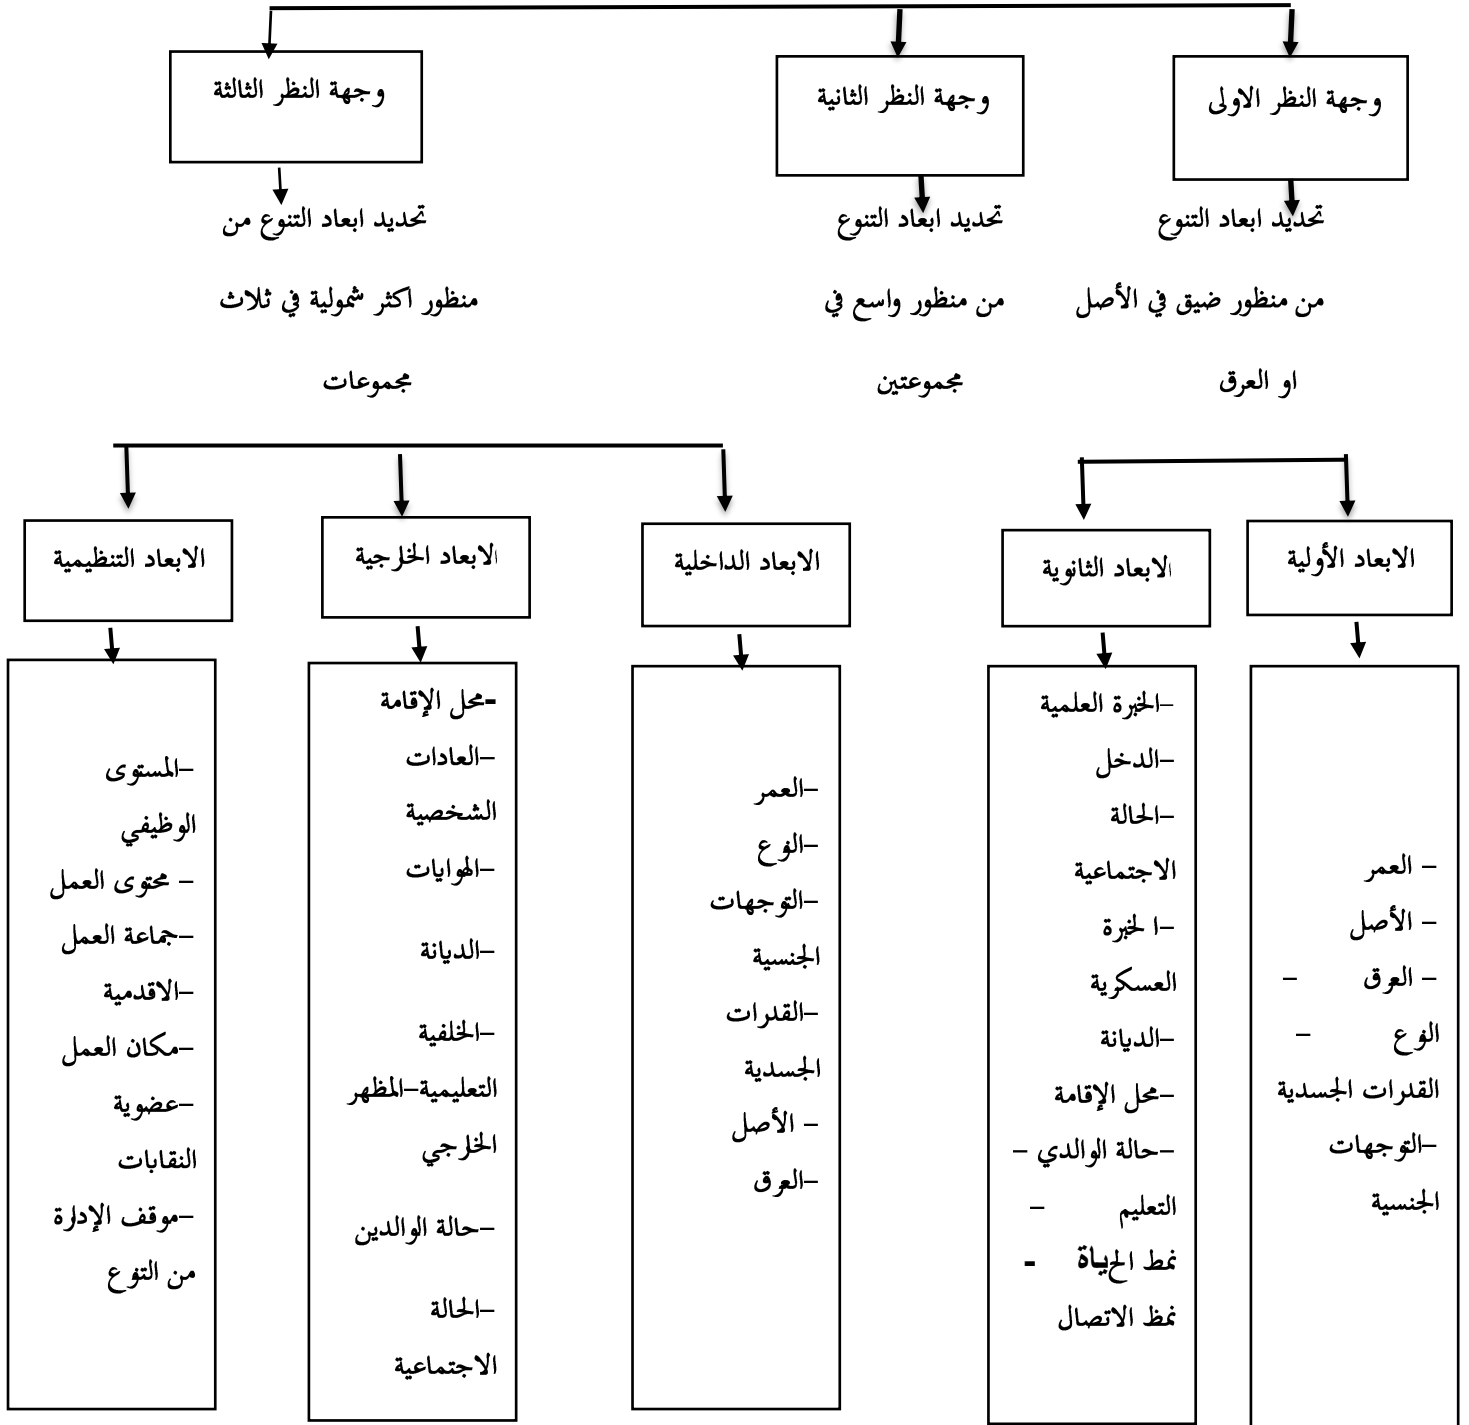 وجهة النظر الاولى
تحديد ابعاد التنوع
من منظور ضيق في الأصل
او العرق
وجهة النظر الثانية
تحديد ابعاد التنوع
من منظور واسع في
مجموعتين
وجهة النظر الثالثة
تحديد ابعاد التنوع من
منظور اكثر شمولية في ثلاث
مجموعات
الابعاد الأولية
- العمر
- الأصل
- العرق -
النوع -
القدرات الجسدية
-التوجهات
الجنسية
الابعاد الثانوية
-الخبرة العلمية
-الدخل
-الحالة
الاجتماعية
-ا لخبرة
العسكرية
-الديانة
-محل الإقامة
-حالة الوالدي -
التعليم -
نمط الحياة -
نمظ الاتصال
الابعاد الداخلية
-العمر
-النوع
-التوجهات
الجنسية
-القدرات
الجسدية
- الأصل
-العرق
الابعاد الخارجية
-محل الإقامة
-العادات
الشخصية
-الهوايات
-الديانة
-الخلفية
التعليمية-المظهر
الخارجي
-حالة الوالدين
-الحالة
الاجتماعية
الابعاد التنظيمية
-المستوى
الوظيفي
- محتوى العمل
-جماعة العمل
-الاقدمية
-مكان العمل
-عضوية
النقابات
-موقف الإدارة
من التنوع